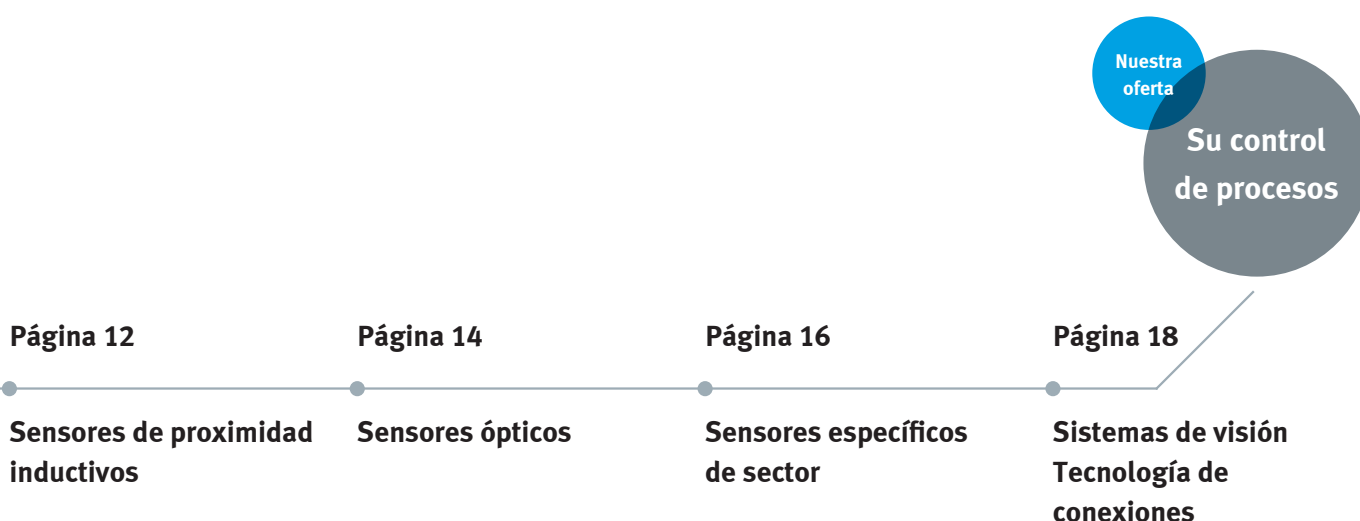 Nuestra
oferta
Su control
de procesos
Página 12
Página 14
Página 16
Página 18
Sensores de proximidad
inductivos
Sensores ópticos
Sensores específicos
de sector
Sistemas de visión
Tecnología de
conexiones